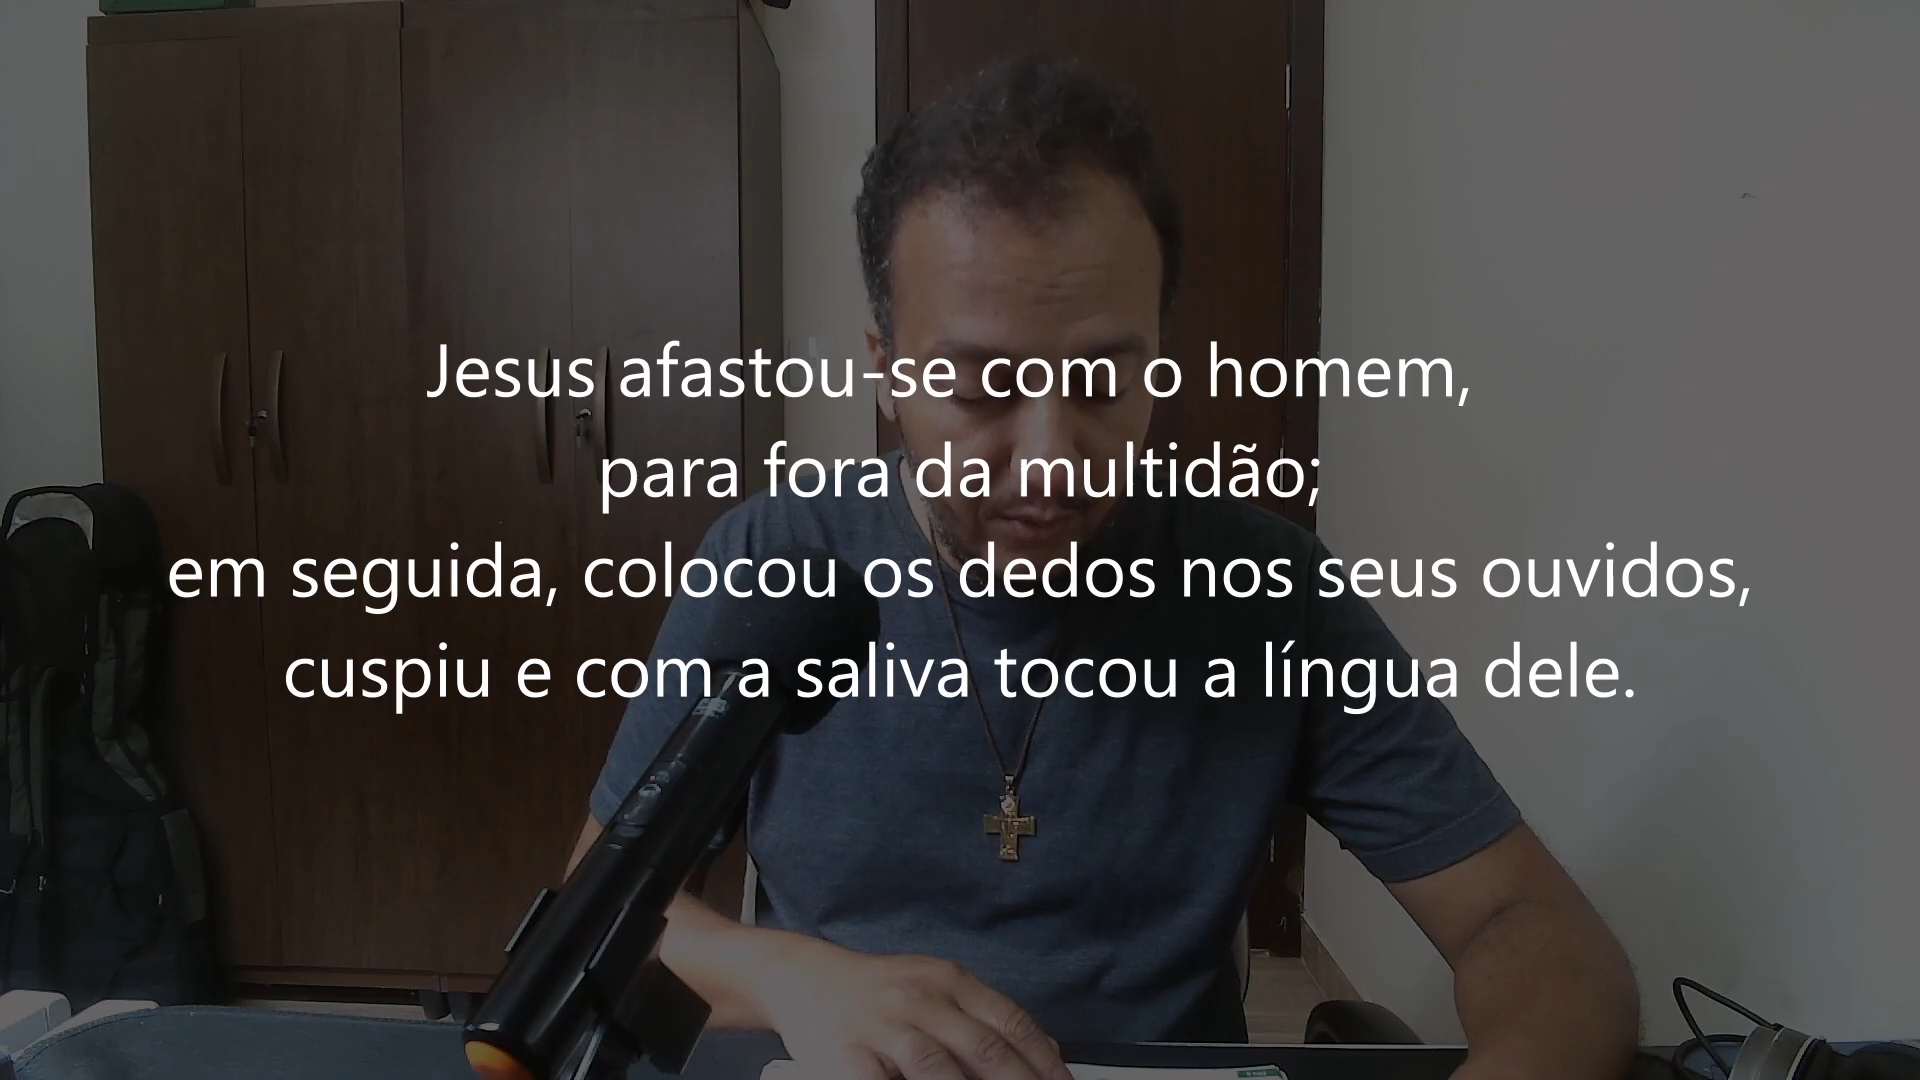 Jesus afastou-se com o homem,
para fora da multidão;
em seguida, colocou os dedos nos seus ouvidos,
cuspiu e com a saliva tocou a língua dele.